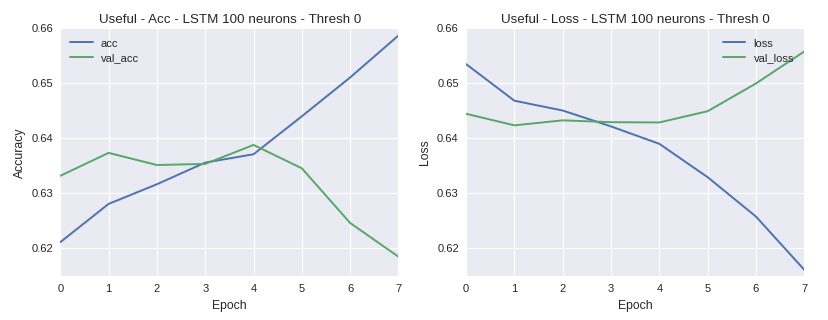 Useful - Acc - LSTM 100 neurons - Thresh 0
0.66
0.65
0.64
0.63
0.62
Accuracy
acc
val_acc
0 1 2 3 4 5 6 7
Epoch
Useful - Loss - LSTM 100 neurons - Thresh 0
0.66
0.65
0.64
0.63
0.62
Loss
loss
val_loss
0 1 2 3 4 5 6 7
Epoch